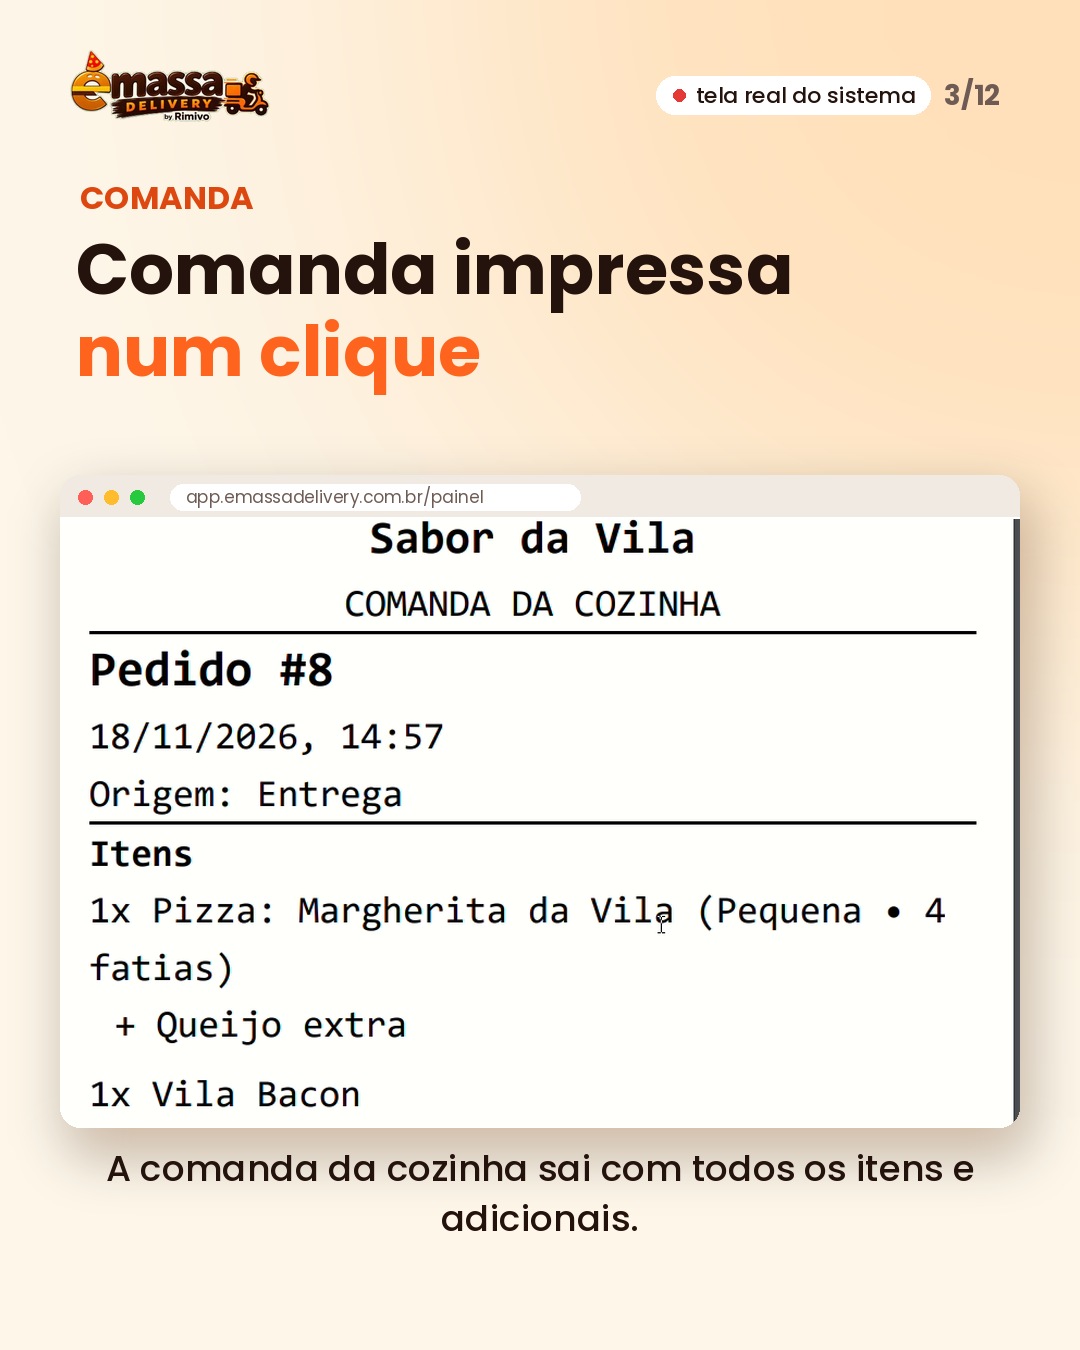 êmassa
DELIVERY
by Rimivo
tela real do sistema
3/12
COMANDA
Comanda impressa
num clique
app.emassadelivery.com.br/painel
Sabor da Vila
COMANDA DA COZINHA
Pedido #8
18/11/2026, 14:57
Origem: Entrega
Itens
1x Pizza: Margherita da Vila (Pequena • 4
fatias)
+ Queijo extra
1x Vila Bacon
A comanda da cozinha sai com todos os itens e
adicionais.